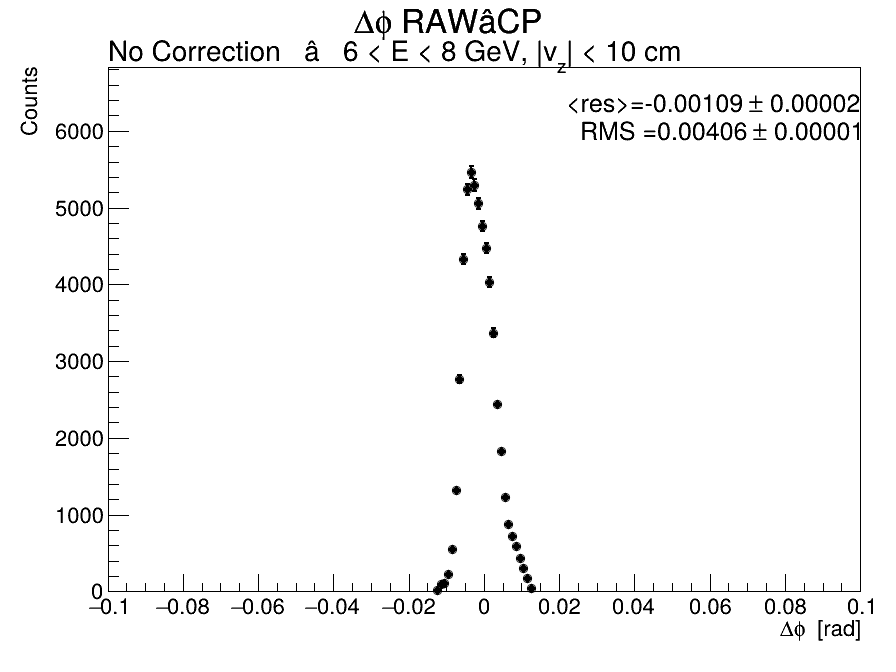 Δϕ RAWâCP
No Correction â 6 < E < 8 GeV, |v_z| < 10 cm
Counts
<res>=-0.00109 ± 0.00002
RMS =0.00406 ± 0.00001
6000
5000
4000
3000
2000
1000
0
−0.1 −0.08 −0.06 −0.04 −0.02 0 0.02 0.04 0.06 0.08 0.1
Δϕ [rad]